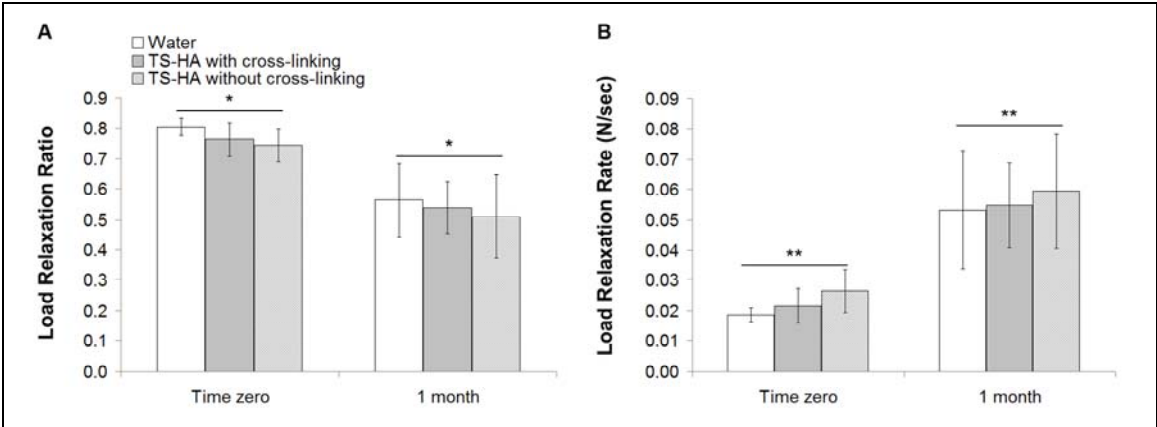 A
Water
TS-HA with cross-linking
TS-HA without cross-linking
Load Relaxation Ratio
0.9
0.8
0.7
0.6
0.5
0.4
0.3
0.2
0.1
0.0
*
*
Time zero
1 month
B
Load Relaxation Rate (N/sec)
0.09
0.08
0.07
0.06
0.05
0.04
0.03
0.02
0.01
0.00
**
**
Time zero
1 month